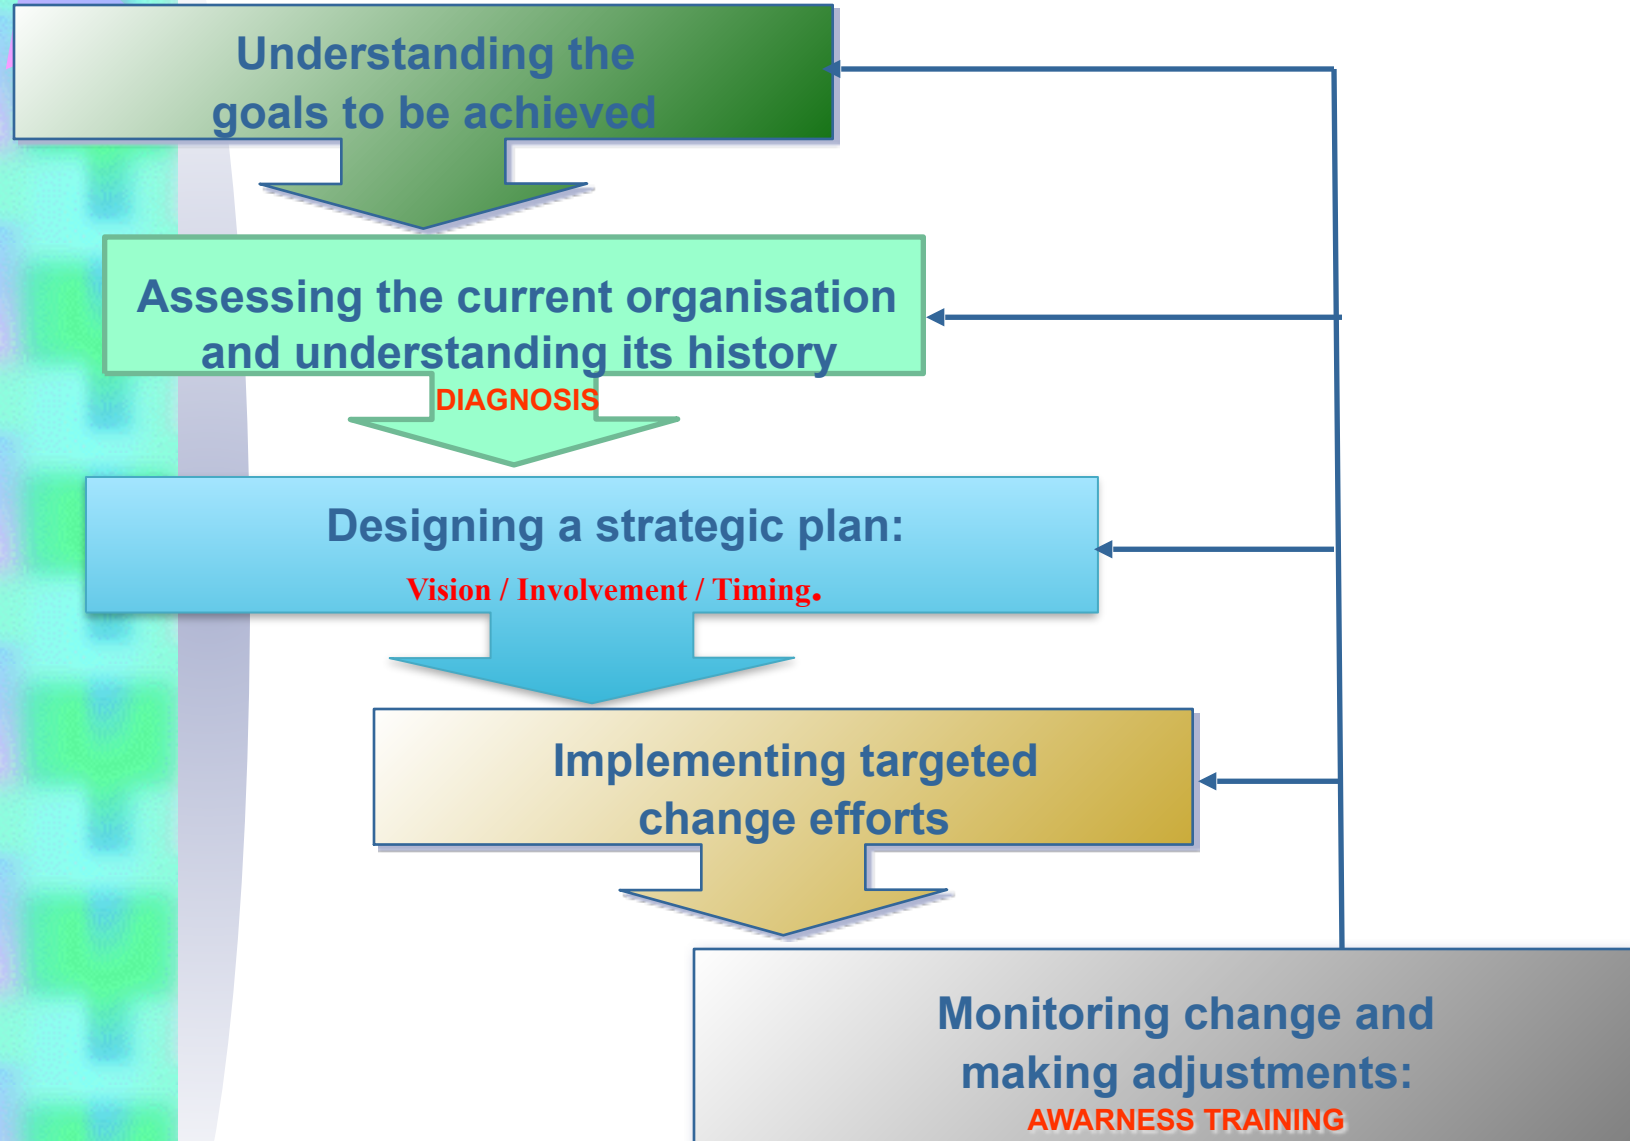 Understanding the
goals to be achieved
Assessing the current organisation
and understanding its history
DIAGNOSIS
Designing a strategic plan:
Vision / Involvement / Timing.
Implementing targeted
change efforts
Monitoring change and
making adjustments:
AWARNESS TRAINING